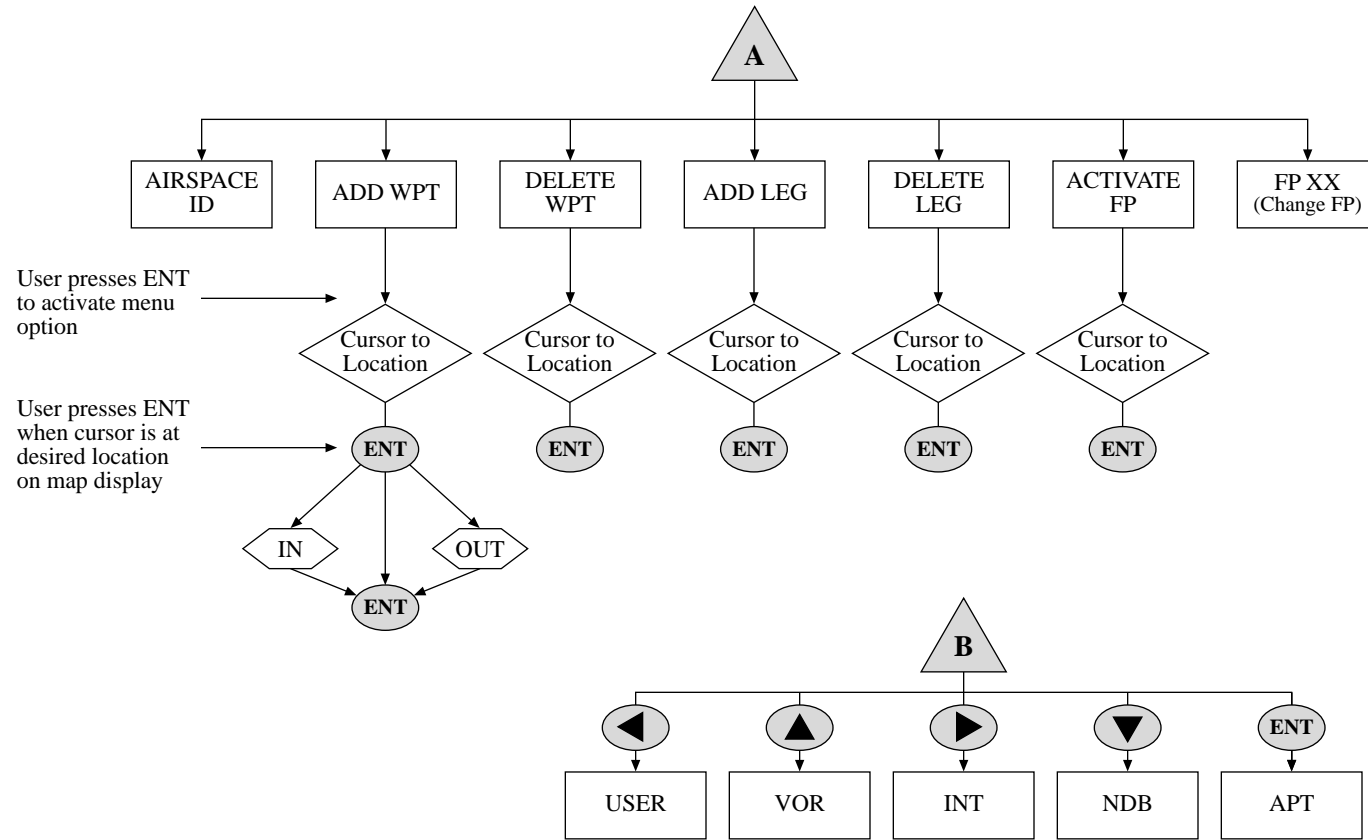 A
AIRSPACE
ID
ADD WPT
DELETE
WPT
ADD LEG
DELETE
LEG
ACTIVATE
FP
FP XX
(Change FP)
User presses ENT
to activate menu
option
Cursor to
Location
Cursor to
Location
Cursor to
Location
Cursor to
Location
Cursor to
Location
User presses ENT
when cursor is at
desired location
on map display
ENT
ENT
ENT
ENT
ENT
IN
OUT
ENT
B
ENT
USER
VOR
INT
NDB
APT